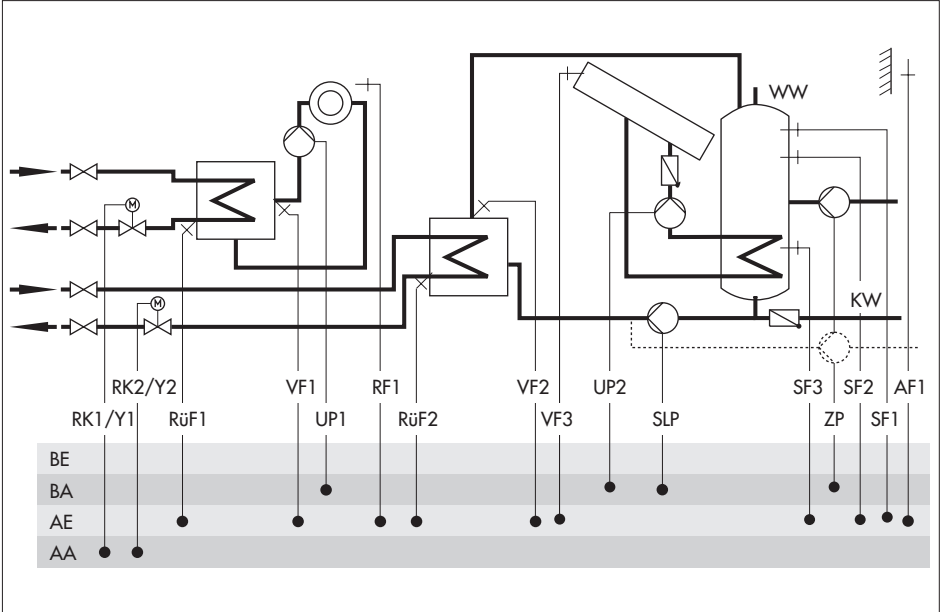 WW
M
KW
M
RK2/Y2 VF1 RF1 VF2 UP2 SF3 SF2 AF1
RK1/Y1 RüF1 UP1 RüF2 VF3 SLP ZP SF1
BE
BA
AE
AA